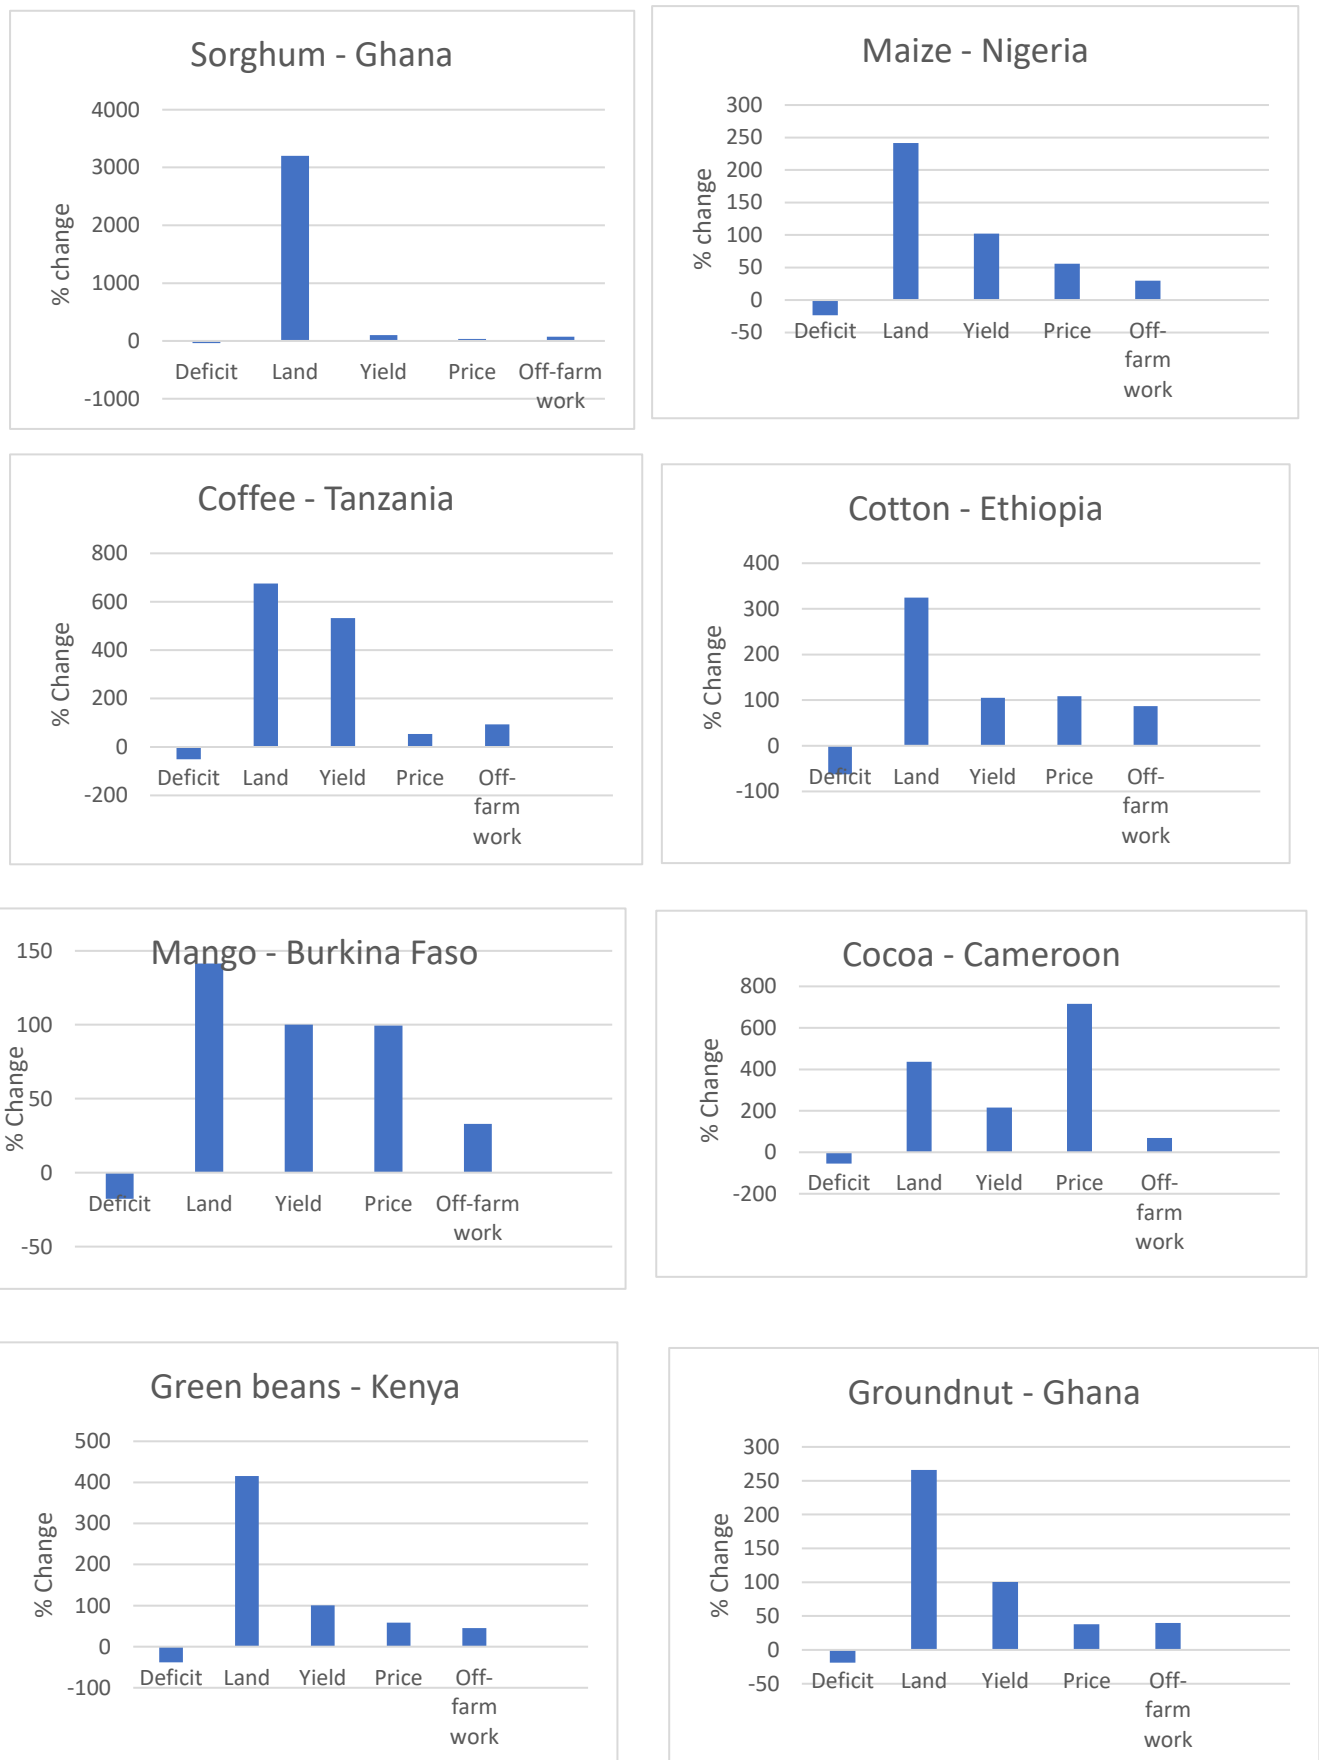 Sorghum - Ghana
4000
3000
2000
1000
0
-1000
% change
Deficit Land Yield Price Off-farm
work
Maize - Nigeria
300
250
200
150
100
50
0
-50
% change
Deficit Land Yield Price Off-
farm
work
Coffee - Tanzania
800
600
400
200
0
-200
% Change
Deficit Land Yield Price Off-
farm
work
Cotton - Ethiopia
400
300
200
100
0
-100
% Change
Deficit Land Yield Price Off-
farm
work
Mango - Burkina Faso
150
100
50
0
-50
% Change
Deficit Land Yield Price Off-farm
work
Cocoa - Cameroon
800
600
400
200
0
-200
% Change
Deficit Land Yield Price Off-
farm
work
Green beans - Kenya
500
400
300
200
100
0
-100
% Change
Deficit Land Yield Price Off-
farm
work
Groundnut - Ghana
300
250
200
150
100
50
0
-50
% Change
Deficit Land Yield Price Off-
farm
work